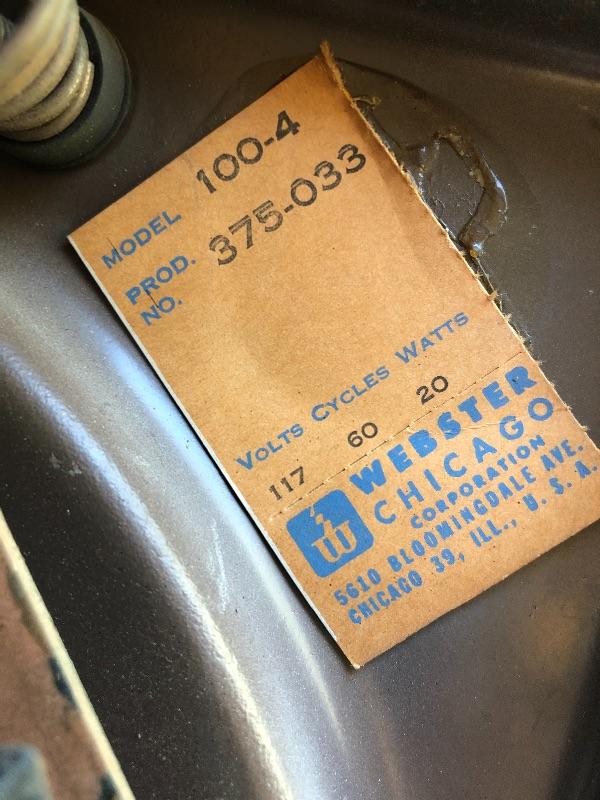 MODEL 100-4
PROD. NO. 375-033
VOLTS CYCLES WATTS
117 60 20
WEBSTER
CHICAGO
CORPORATION
5610 BLOOMINGDALE AVE.
CHICAGO 39, ILL., U. S. A.